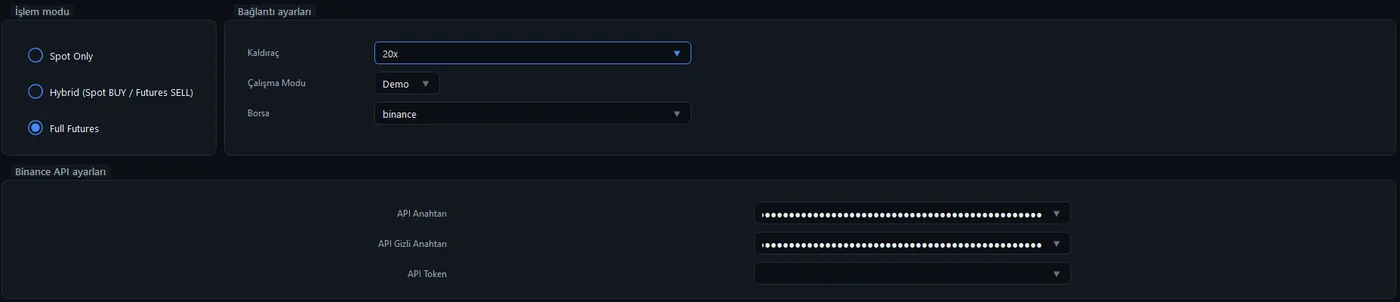 İşlem modu
Spot Only
Hybrid (Spot BUY / Futures SELL)
Full Futures
Bağlantı ayarları
Kaldıraç
20x
Çalışma Modu
Demo
Borsa
binance
Binance API ayarları
API Anahtarı
API Gizli Anahtarı
API Token